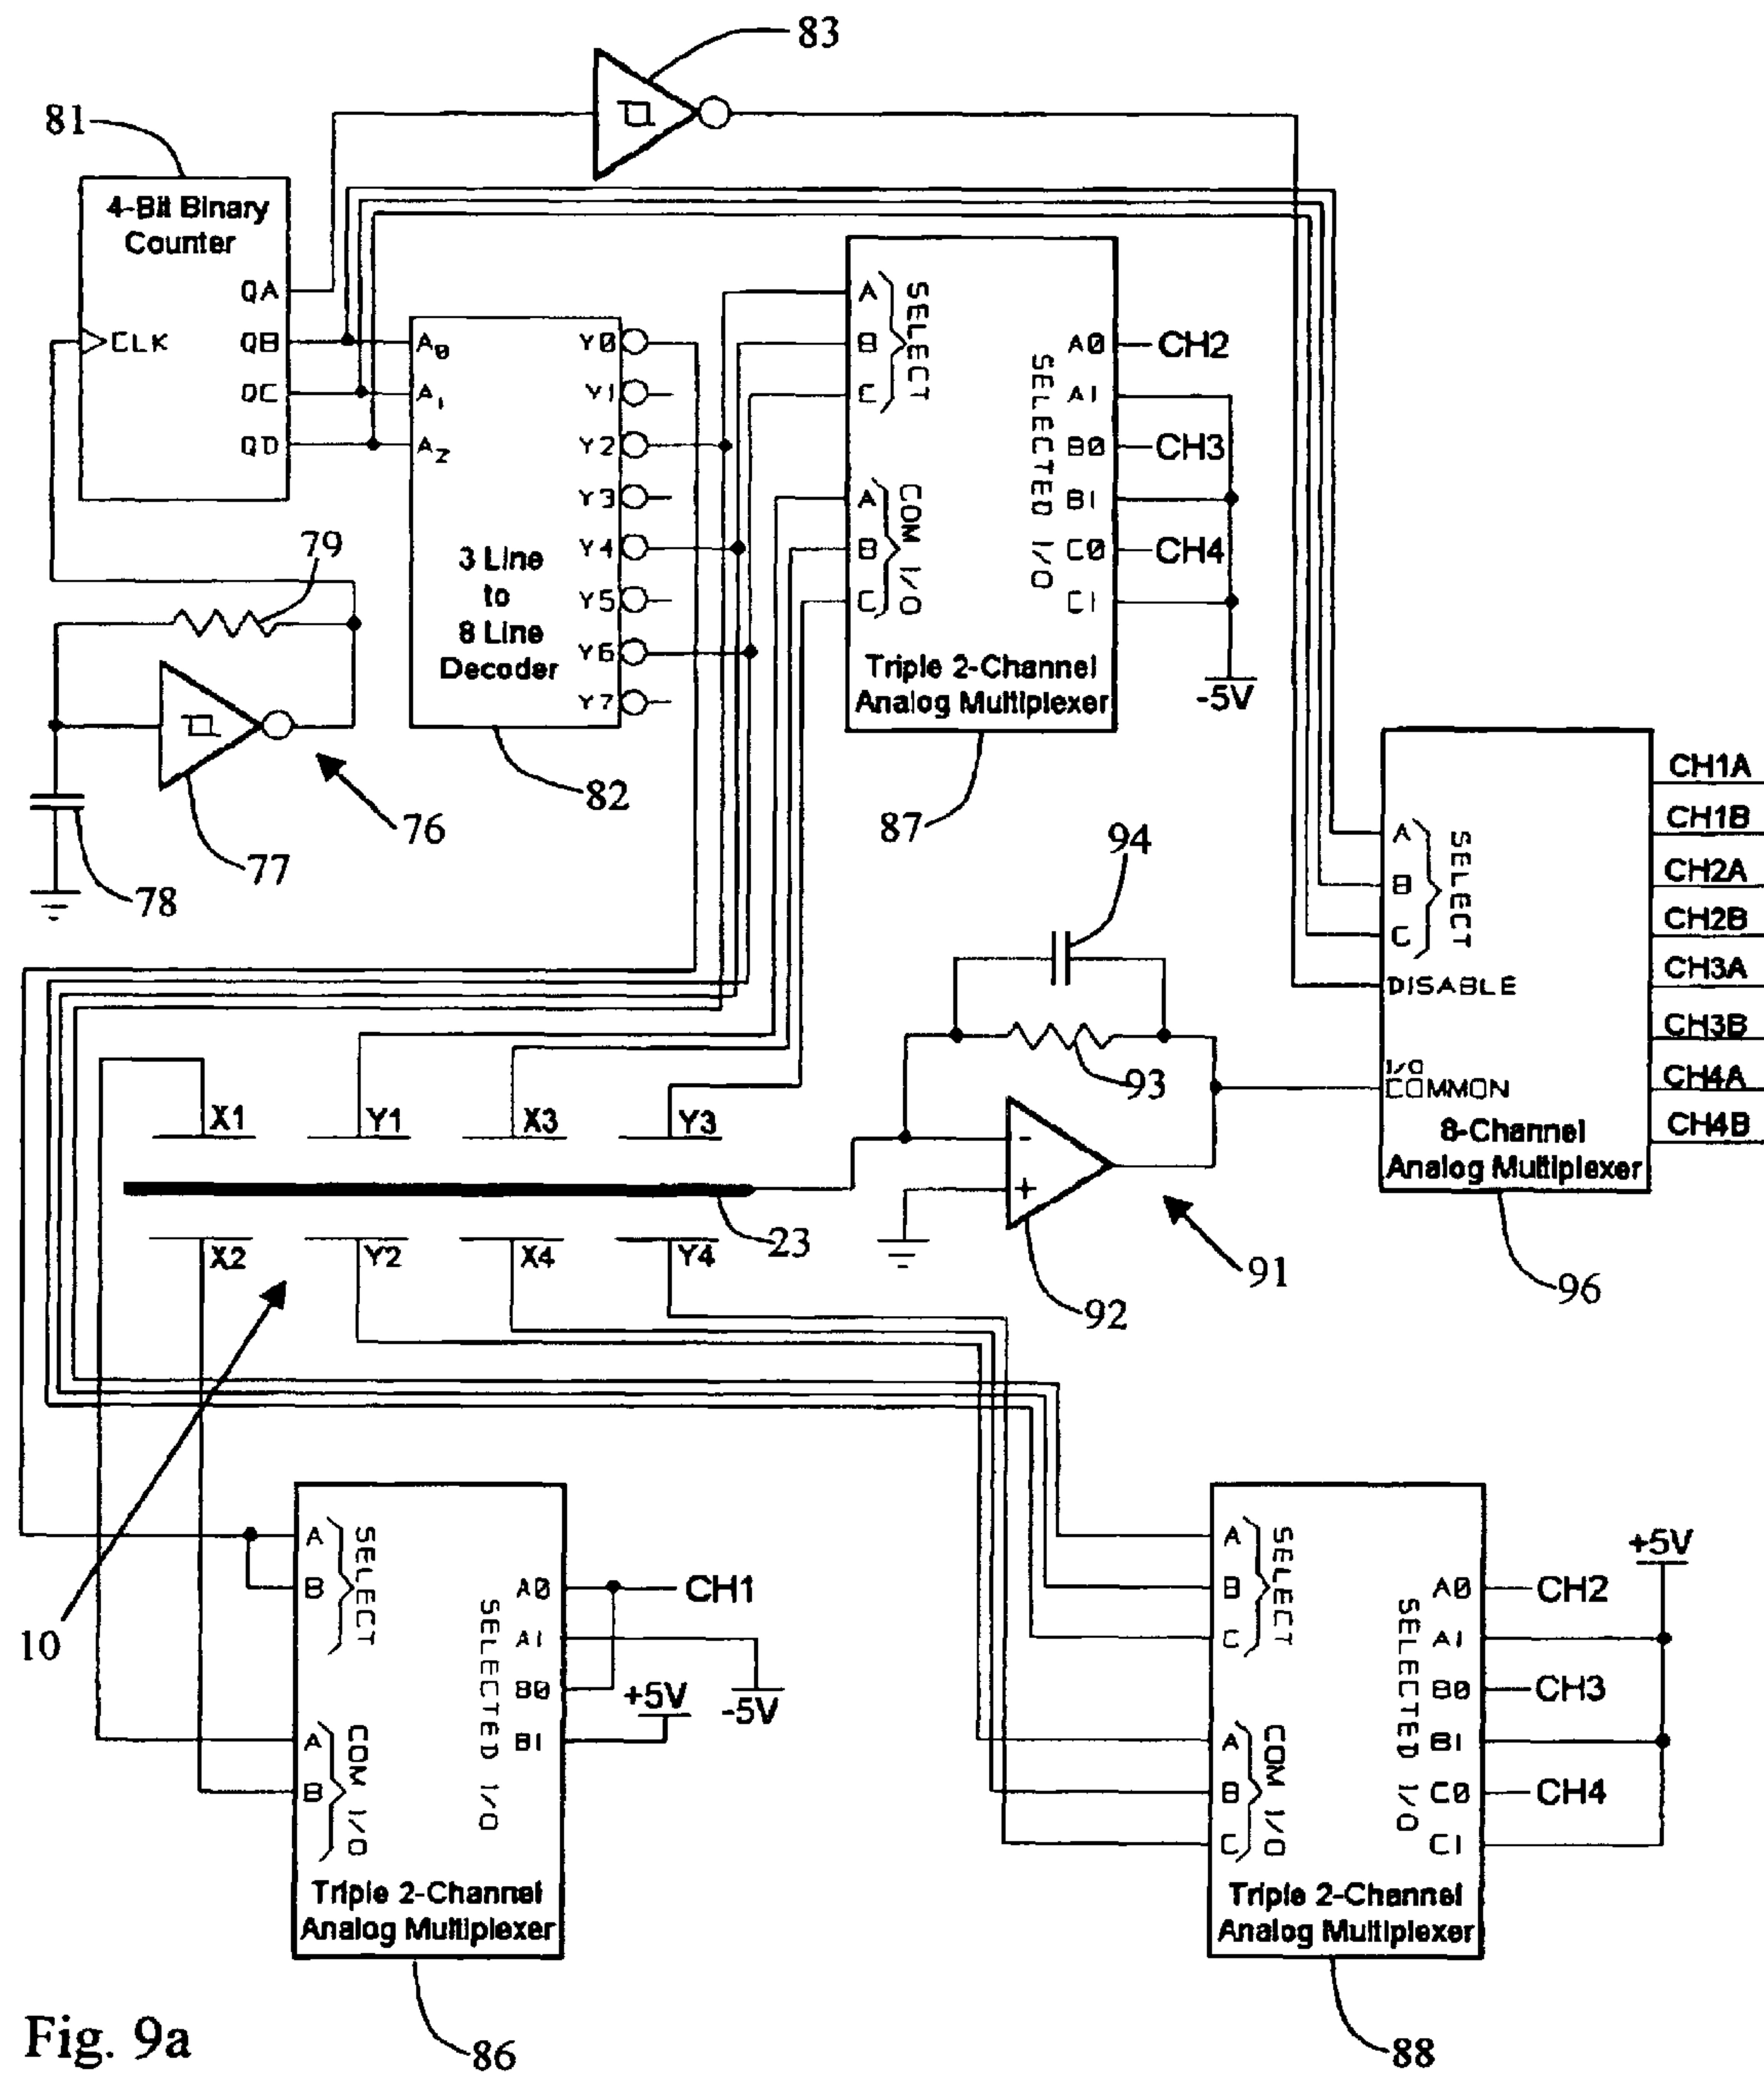 83
81
4-Bit Binary
Counter
QA
CLK
QB
QC
QD
A0
A1
A2
Y0
Y1
Y2
Y3
Y4
Y5
Y6
Y7
3 Line
to
8 Line
Decoder
82
A
B
C
SELECT
A
B
C
COM I/O
SELECTED I/O
A0
CH2
A1
B0
CH3
B1
C0
CH4
C1
-5V
Triple 2-Channel
Analog Multiplexer
87
79
76
77
78
A
B
C
SELECT
DISABLE
I/O
COMMON
8-Channel
Analog Multiplexer
96
CH1A
CH1B
CH2A
CH2B
CH3A
CH3B
CH4A
CH4B
94
93
-
+
91
92
X1
Y1
X3
Y3
23
X2
Y2
X4
Y4
10
A
B
SELECT
A
B
COM I/O
SELECTED I/O
A0
CH1
A1
B0
B1
+5V
-5V
Triple 2-Channel
Analog Multiplexer
86
A
B
C
SELECT
A
B
C
COM I/O
SELECTED I/O
+5V
A0
CH2
A1
B0
CH3
B1
C0
CH4
C1
Triple 2-Channel
Analog Multiplexer
88
Fig. 9a